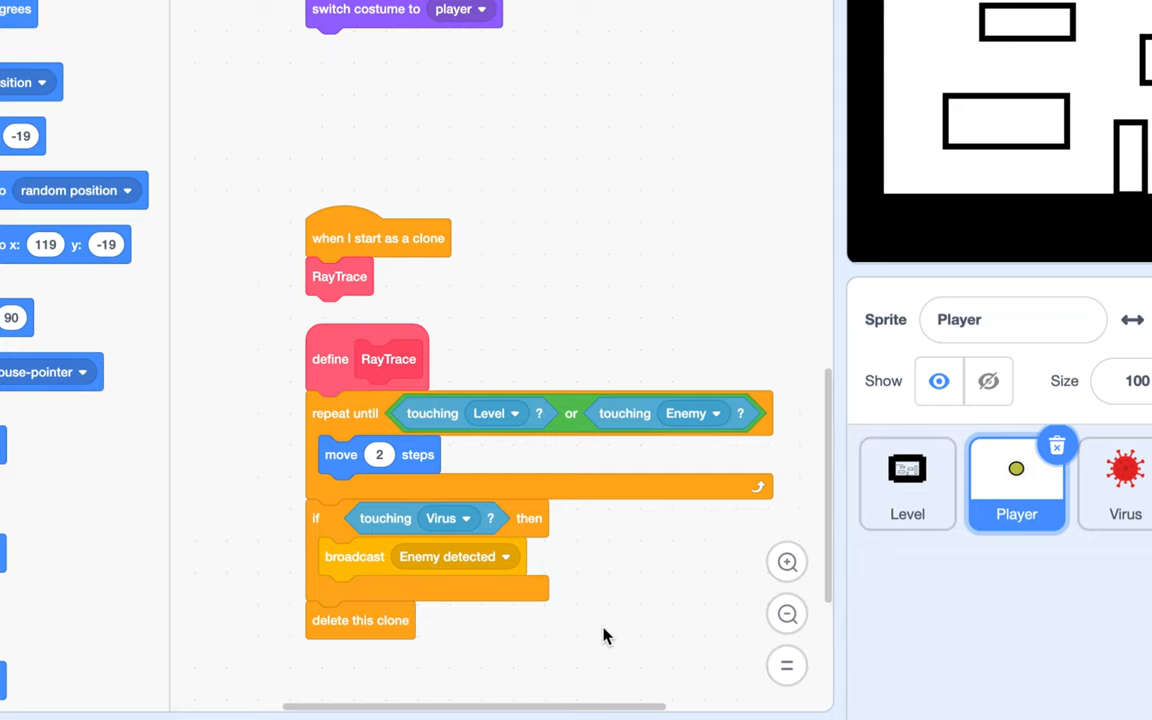 grees
switch costume to player
sition
-19
o random position
o x: 119 y: -19
90
ouse-pointer
when I start as a clone
RayTrace
define RayTrace
repeat until touching Level ? or touching Enemy ?
move 2 steps
if touching Virus ? then
broadcast Enemy detected
delete this clone
Sprite Player
Show Size 100
Level Player Virus